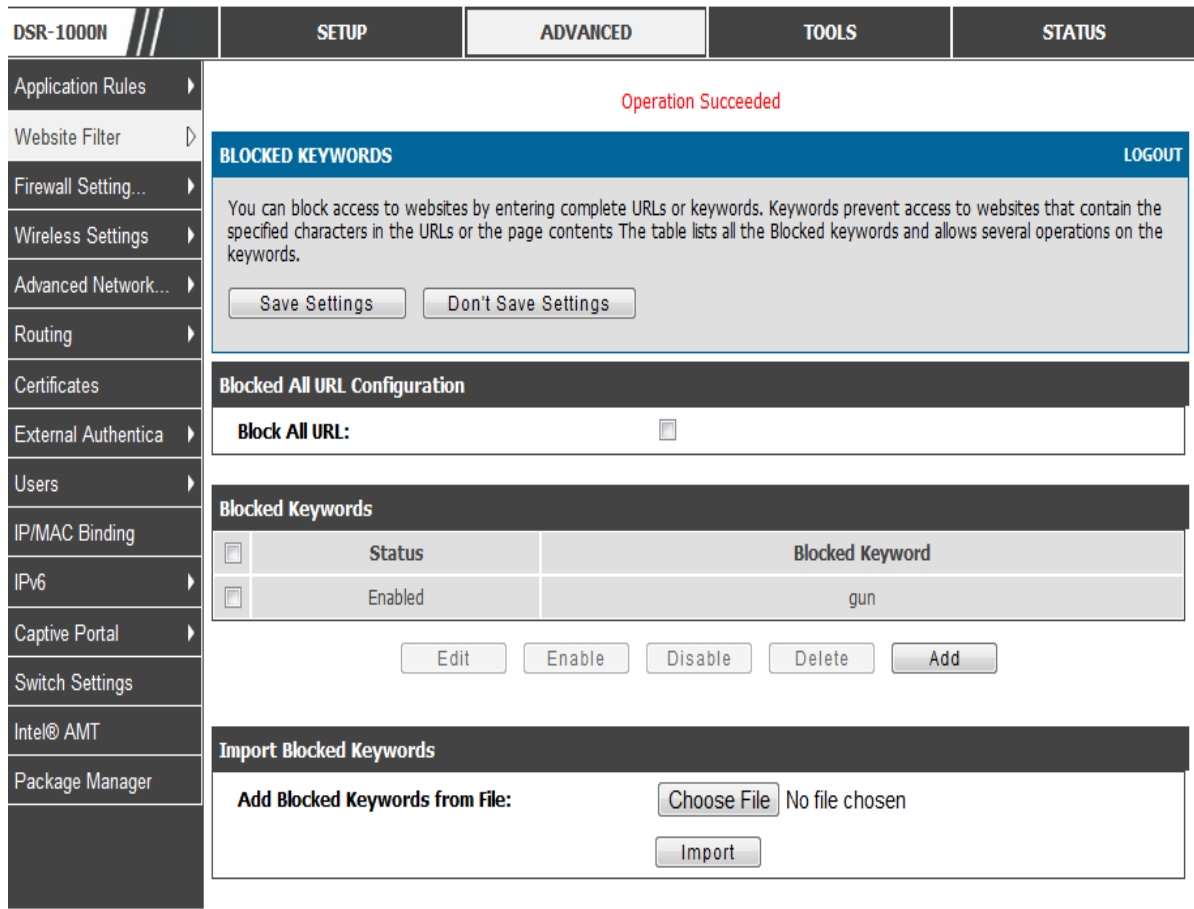 DSR-1000N
SETUP
ADVANCED
TOOLS
STATUS
Application Rules
Website Filter
Firewall Setting...
Wireless Settings
Advanced Network...
Routing
Certificates
External Authentica
Users
IP/MAC Binding
IPv6
Captive Portal
Switch Settings
Intel® AMT
Package Manager
Operation Succeeded
BLOCKED KEYWORDS
LOGOUT
You can block access to websites by entering complete URLs or keywords. Keywords prevent access to websites that contain the
specified characters in the URLs or the page contents The table lists all the Blocked keywords and allows several operations on the
keywords.
Save Settings
Don't Save Settings
Blocked All URL Configuration
Block All URL:
Blocked Keywords
Status
Blocked Keyword
Enabled
gun
Edit
Enable
Disable
Delete
Add
Import Blocked Keywords
Add Blocked Keywords from File:
Choose File
No file chosen
Import